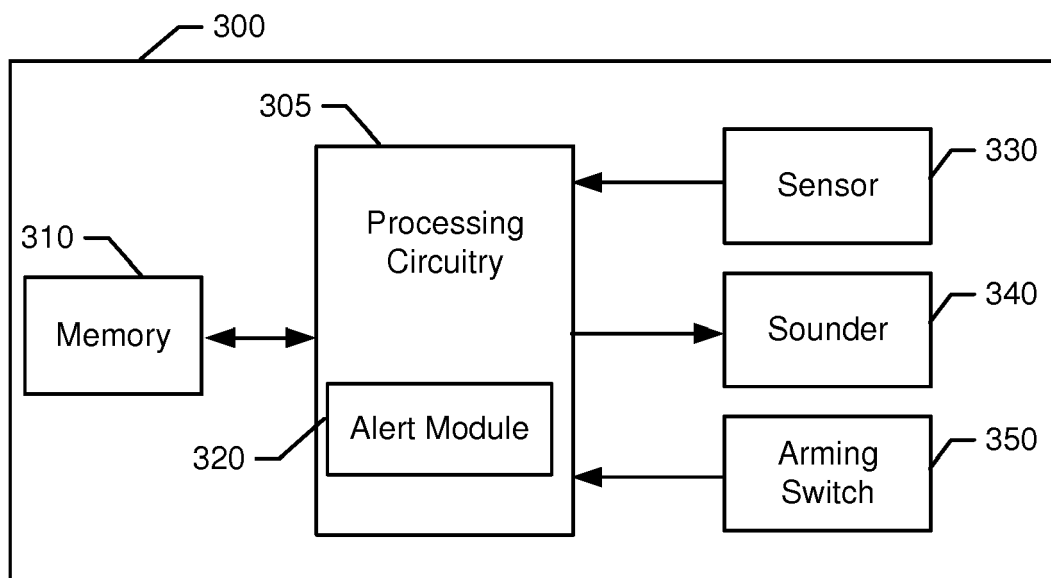 300
305
330
Sensor
Processing
Circuitry
310
340
Memory
Sounder
Alert Module
320
350
Arming
Switch